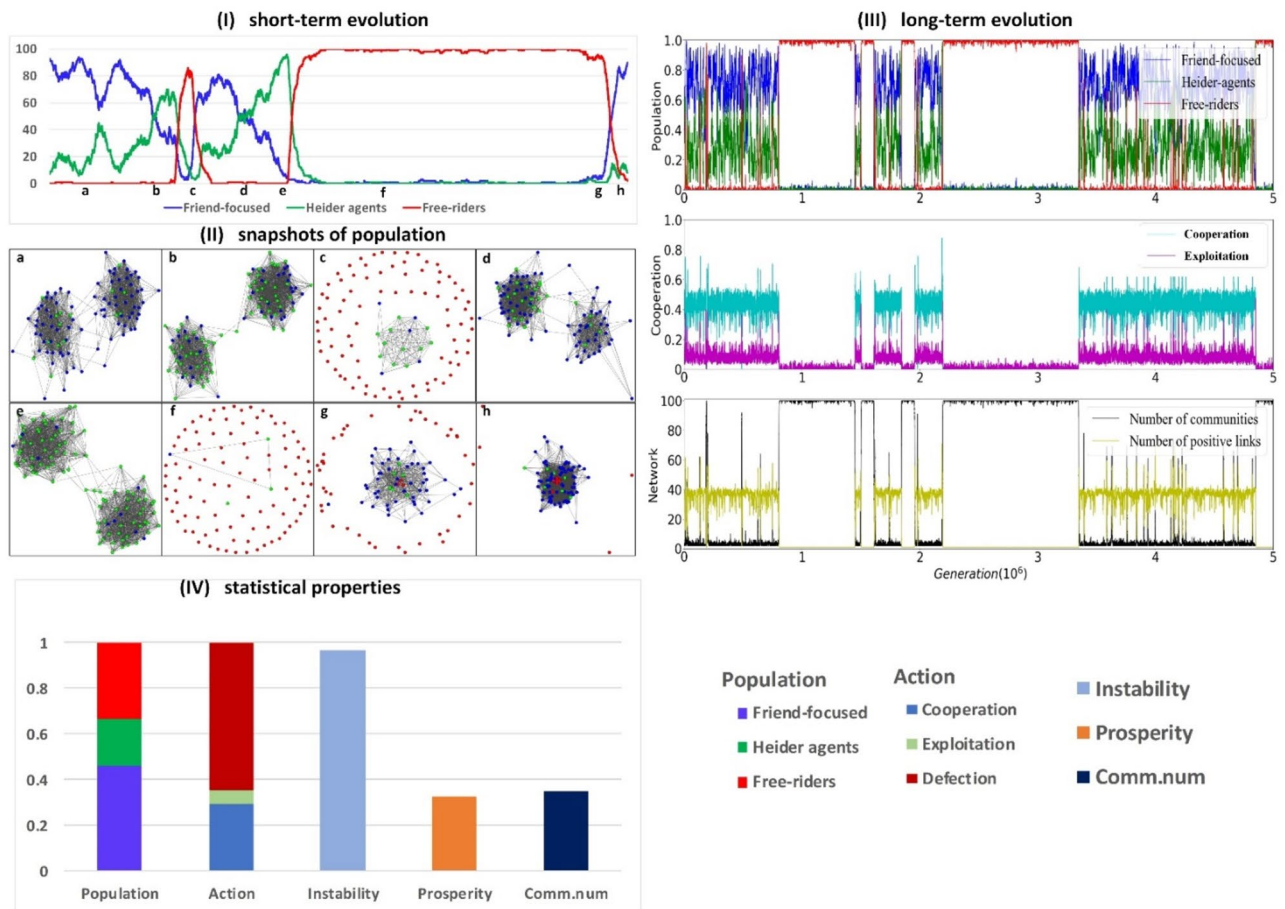 (I) short-term evolution
100
80
60
40
20
0
a b c d e f g h
Friend-focused Heider agents Free-riders
(II) snapshots of population
a b c d
e f g h
(III) long-term evolution
Population
1.0
0.8
0.6
0.4
0.2
0.0
Friend-focused
Heider-agents
Free-riders
0 1 2 3 4 5
Cooperation
1.0
0.8
0.6
0.4
0.2
0.0
Cooperation
Exploitation
0 1 2 3 4 5
Network
100
80
60
40
20
0
Number of communities
Number of positive links
0 1 2 3 4 5
Generation(10⁶)
(IV) statistical properties
1
0.8
0.6
0.4
0.2
0
Population Action Instability Prosperity Comm.num
Population
Friend-focused
Heider agents
Free-riders
Action
Cooperation
Exploitation
Defection
Instability
Prosperity
Comm.num